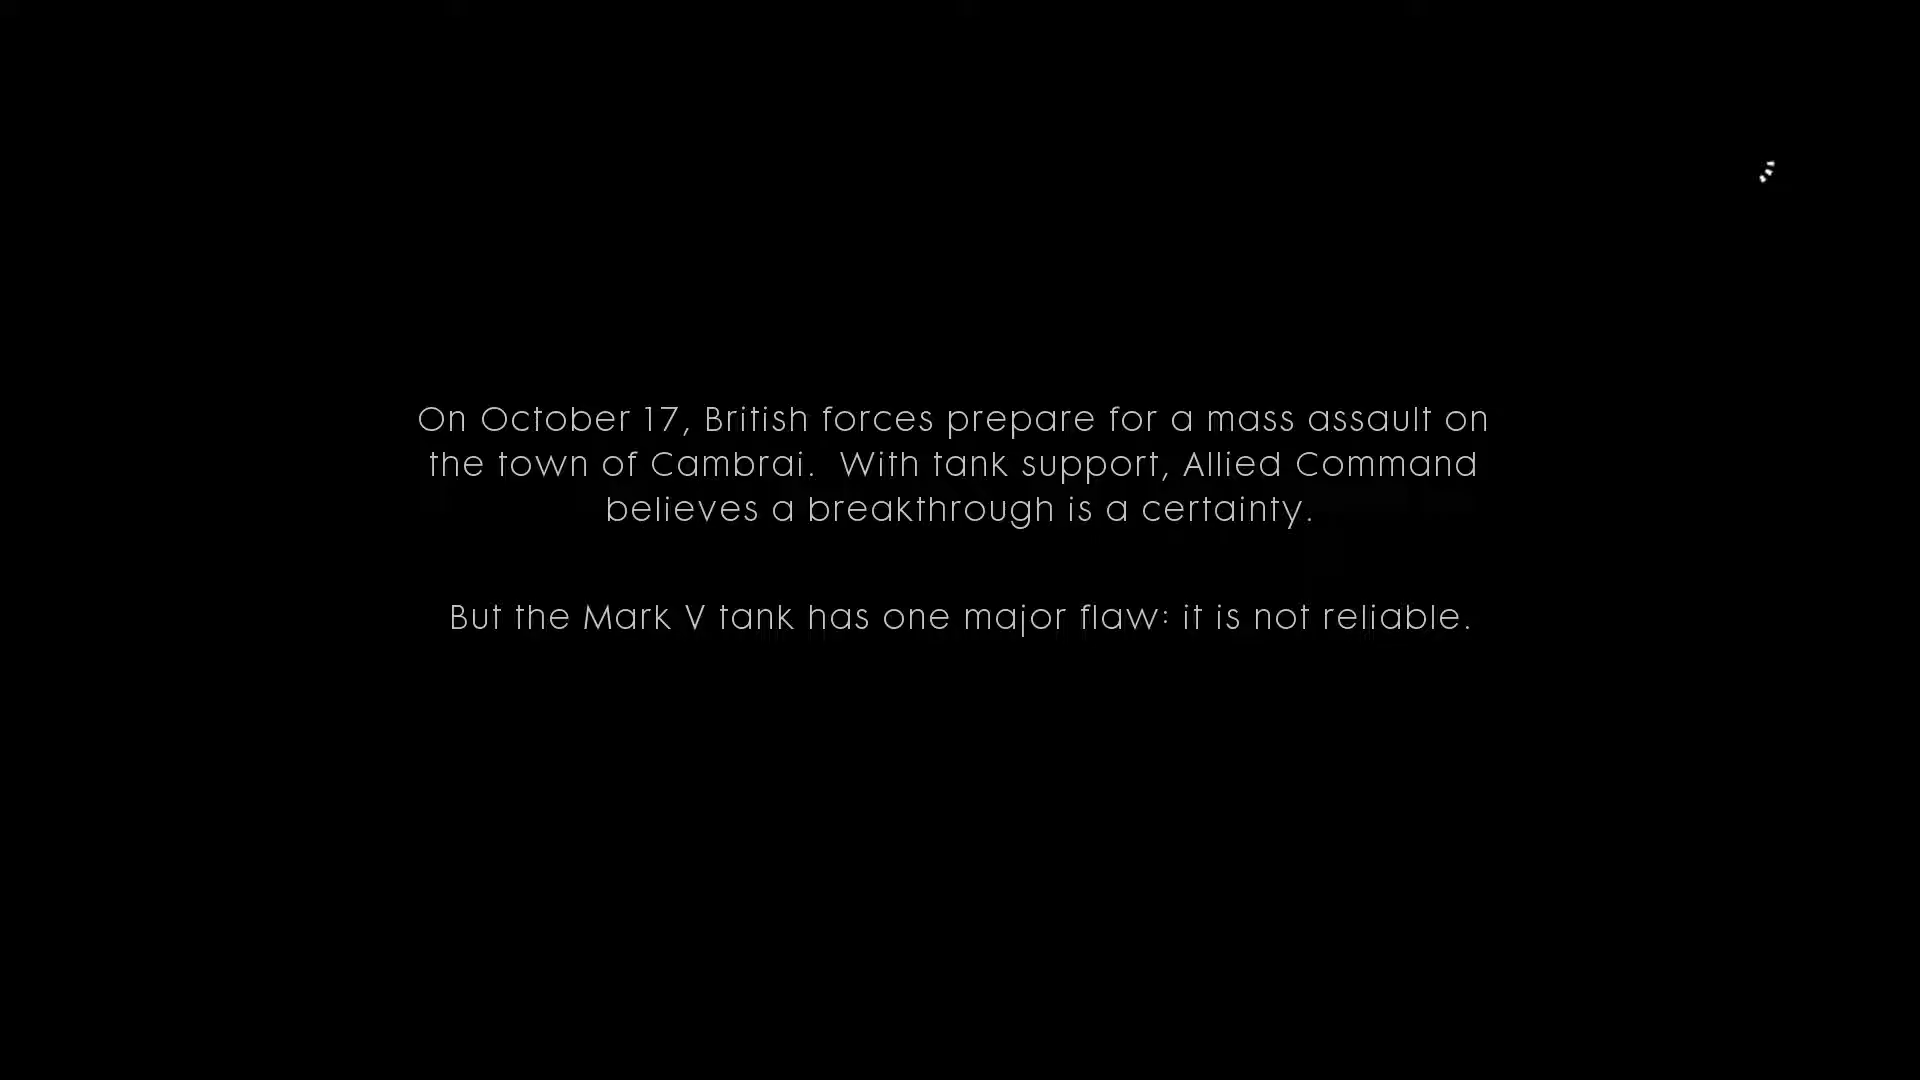 On October 17, British forces prepare for a mass assault on
the town of Cambrai.  With tank support, Allied Command
believes a breakthrough is a certainty.
But the Mark V tank has one major flaw: it is not reliable.